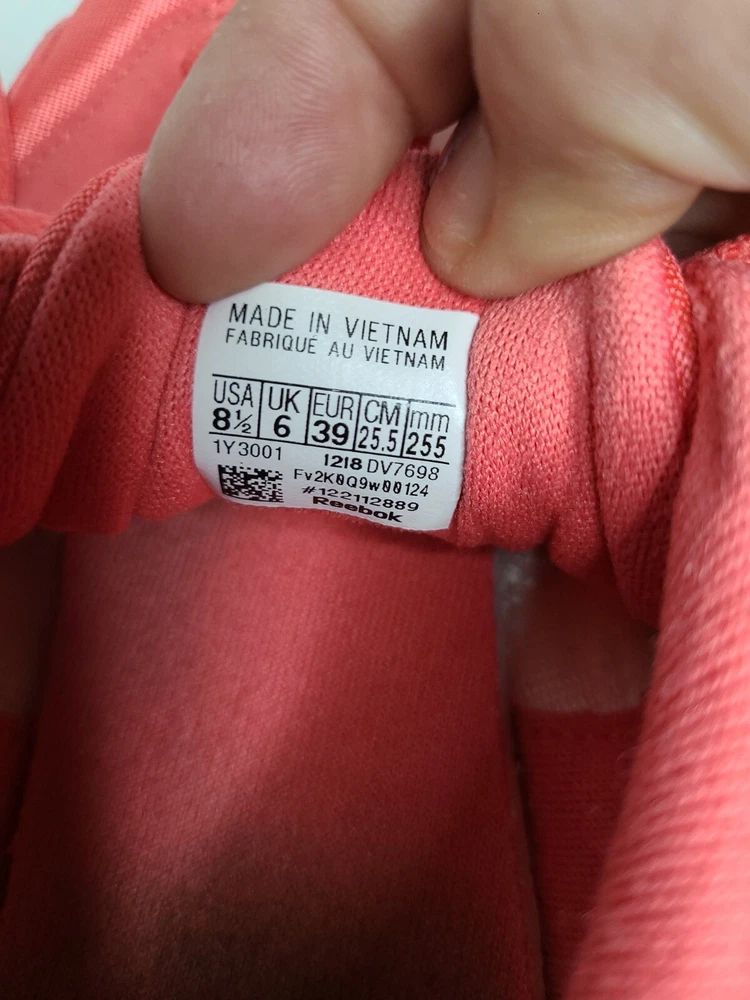 MADE IN VIETNAM
FABRIQUÉ AU VIETNAM
USA UK EUR CM mm
8½ 6 39 25.5 255
1Y3001 1218 DV7698
Fv2K0Q9w00124
#122112889
Reebok